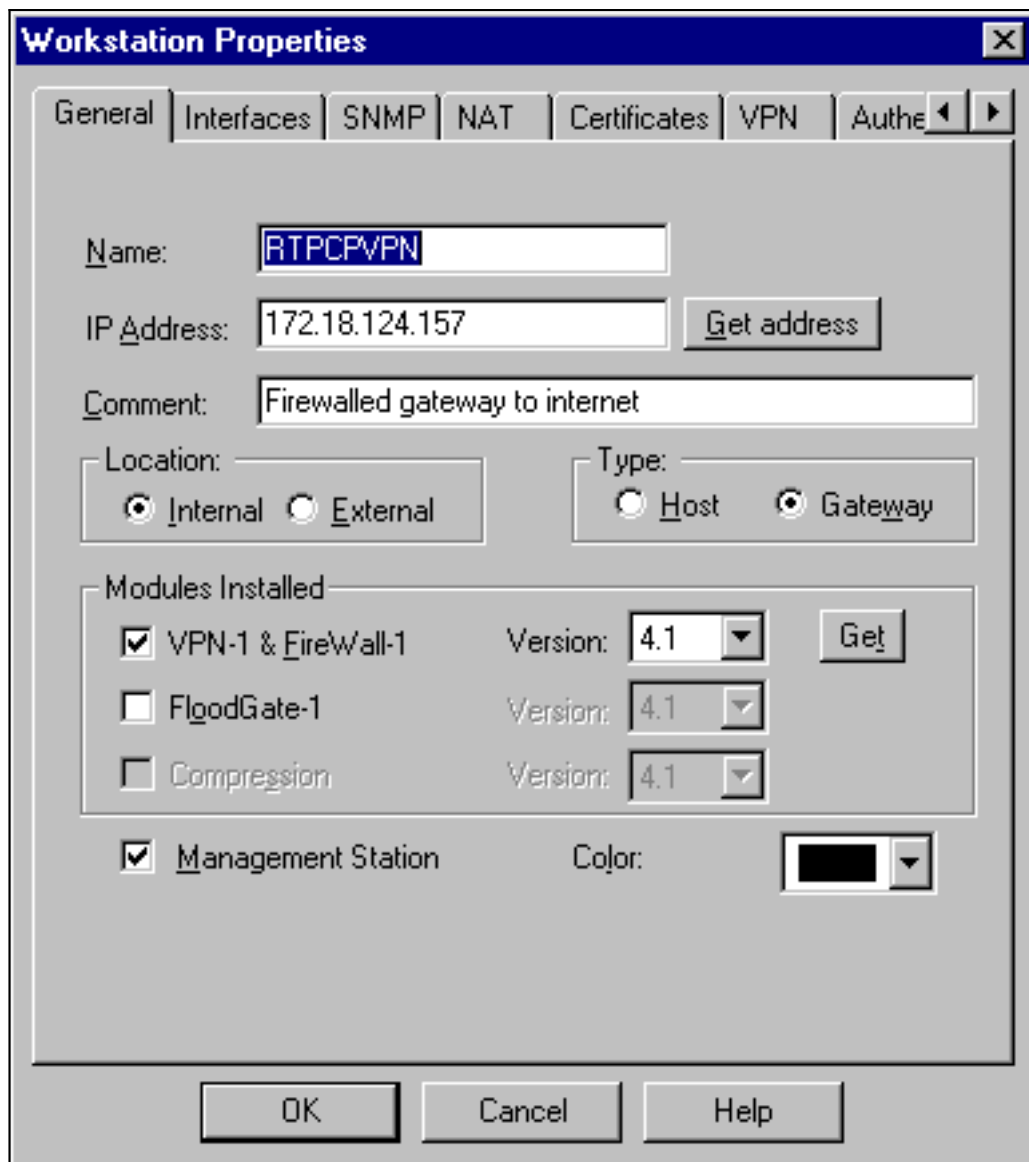 Workstation Properties
General Interfaces SNMP NAT Certificates VPN Authe
Name: RTPCPVPN
IP Address: 172.18.124.157 Get address
Comment: Firewalled gateway to internet
Location: Type:
Internal External Host Gateway
Modules Installed
VPN-1 & FireWall-1 Version: 4.1 Get
FloodGate-1 Version: 4.1
Compression Version: 4.1
Management Station Color:
OK Cancel Help